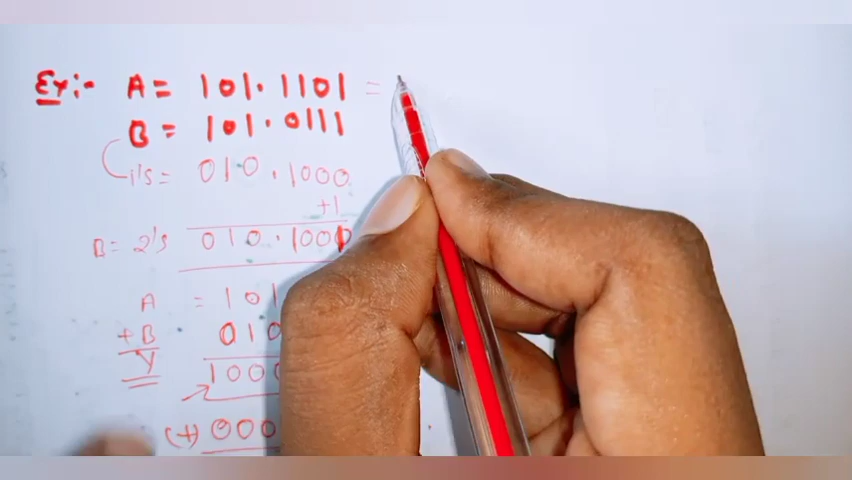 Ex:- A = 101.1101 =
B = 101.0111
1's = 010.1000
+1
B = 2's 010.1001
A = 101
+ B 010
Y 1000
(+) 000